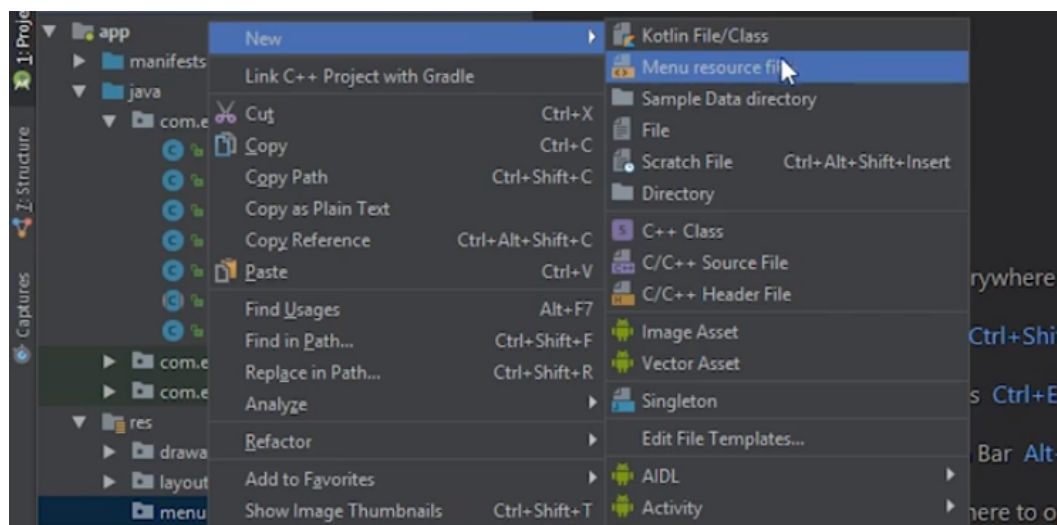 1: Proje
Z: Structure
Captures
app
manifests
java
com.e
com.e
com.e
res
drawa
layout
menu
New
Link C++ Project with Gradle
Cut Ctrl+X
Copy Ctrl+C
Copy Path Ctrl+Shift+C
Copy as Plain Text
Copy Reference Ctrl+Alt+Shift+C
Paste Ctrl+V
Find Usages Alt+F7
Find in Path... Ctrl+Shift+F
Replace in Path... Ctrl+Shift+R
Analyze
Refactor
Add to Favorites
Show Image Thumbnails Ctrl+Shift+T
Kotlin File/Class
Menu resource fil
Sample Data directory
File
Scratch File Ctrl+Alt+Shift+Insert
Directory
C++ Class
C/C++ Source File
C/C++ Header File
Image Asset
Vector Asset
Singleton
Edit File Templates...
AIDL
Activity
rywhere
Ctrl+Shi
s Ctrl+E
Bar Alt+
here to o